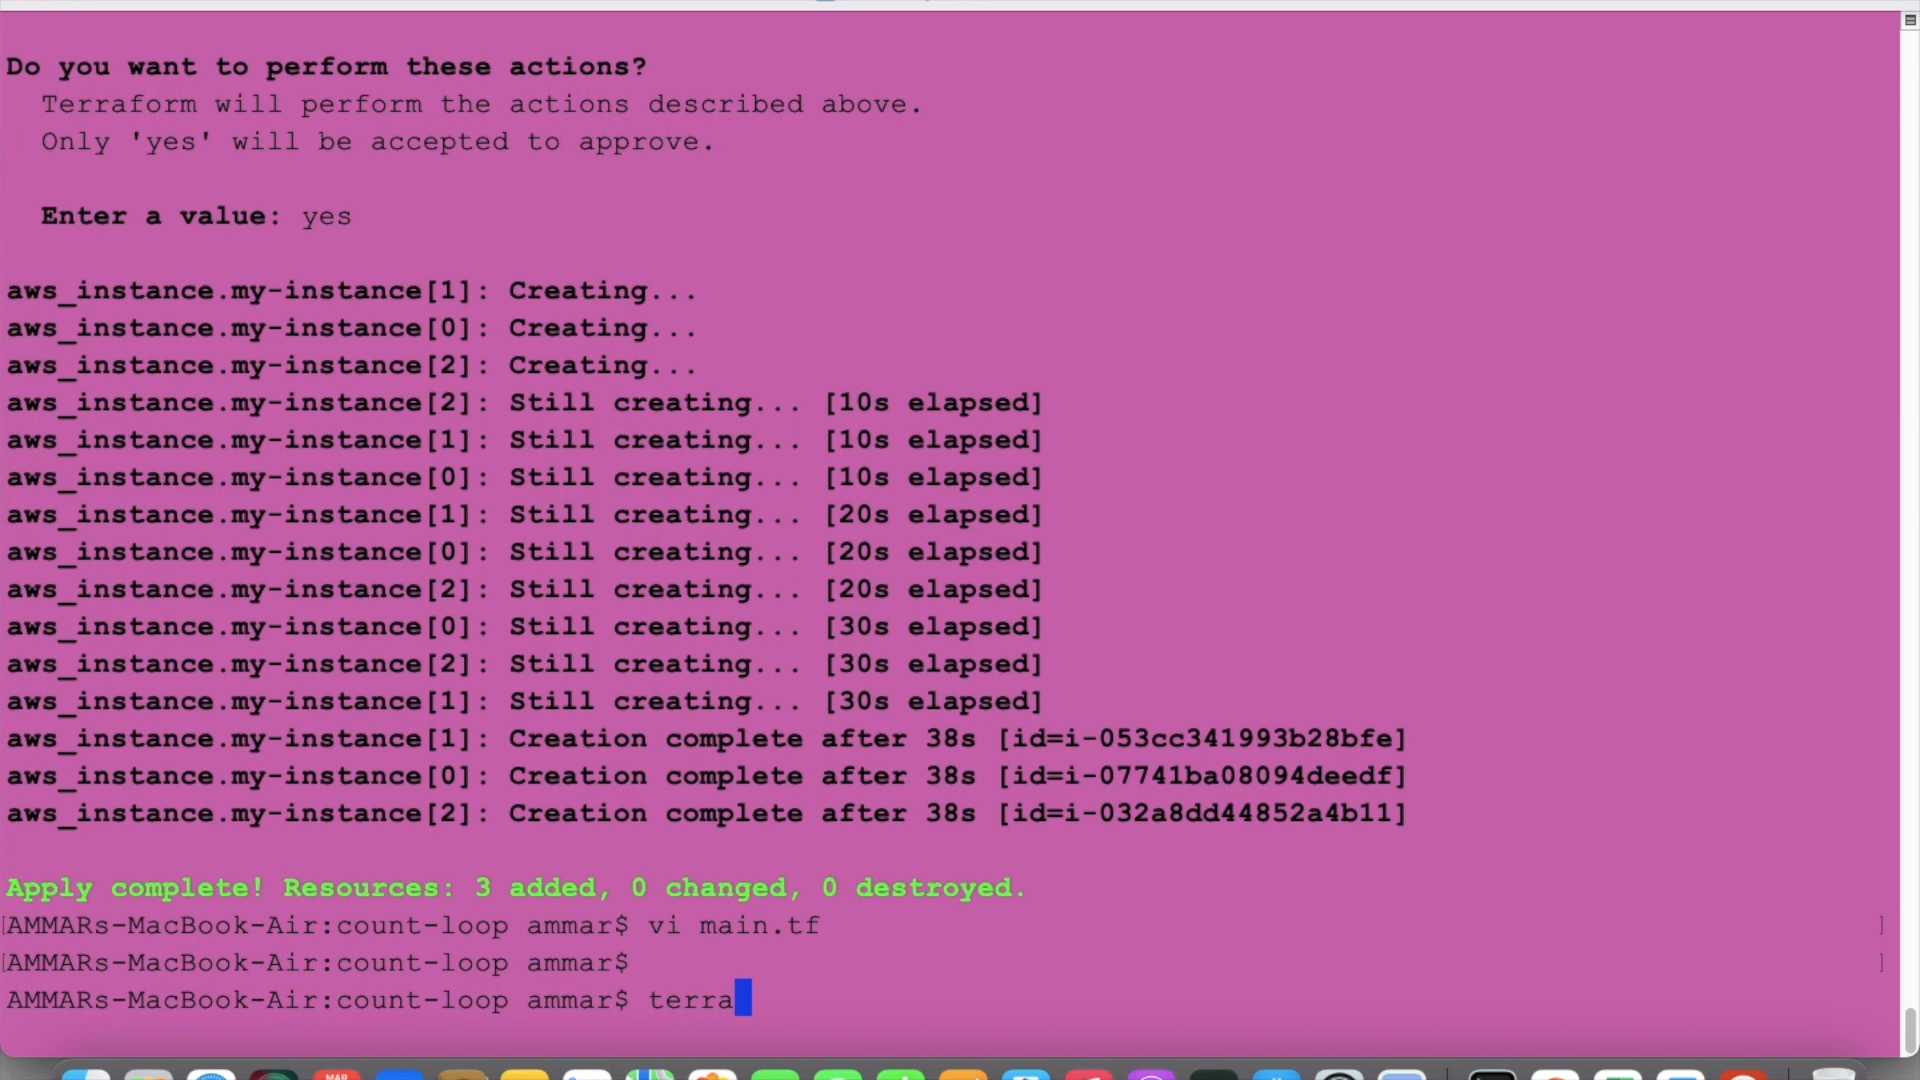 Do you want to perform these actions?
Terraform will perform the actions described above.
Only 'yes' will be accepted to approve.
Enter a value: yes
aws_instance.my-instance[1]: Creating...
aws_instance.my-instance[0]: Creating...
aws_instance.my-instance[2]: Creating...
aws_instance.my-instance[2]: Still creating... [10s elapsed]
aws_instance.my-instance[1]: Still creating... [10s elapsed]
aws_instance.my-instance[0]: Still creating... [10s elapsed]
aws_instance.my-instance[1]: Still creating... [20s elapsed]
aws_instance.my-instance[0]: Still creating... [20s elapsed]
aws_instance.my-instance[2]: Still creating... [20s elapsed]
aws_instance.my-instance[0]: Still creating... [30s elapsed]
aws_instance.my-instance[2]: Still creating... [30s elapsed]
aws_instance.my-instance[1]: Still creating... [30s elapsed]
aws_instance.my-instance[1]: Creation complete after 38s [id=i-053cc341993b28bfe]
aws_instance.my-instance[0]: Creation complete after 38s [id=i-07741ba08094deedf]
aws_instance.my-instance[2]: Creation complete after 38s [id=i-032a8dd44852a4b11]
Apply complete! Resources: 3 added, 0 changed, 0 destroyed.
[AMMARs-MacBook-Air:count-loop ammar$ vi main.tf ]
[AMMARs-MacBook-Air:count-loop ammar$ ]
AMMARs-MacBook-Air:count-loop ammar$ terra
MAR